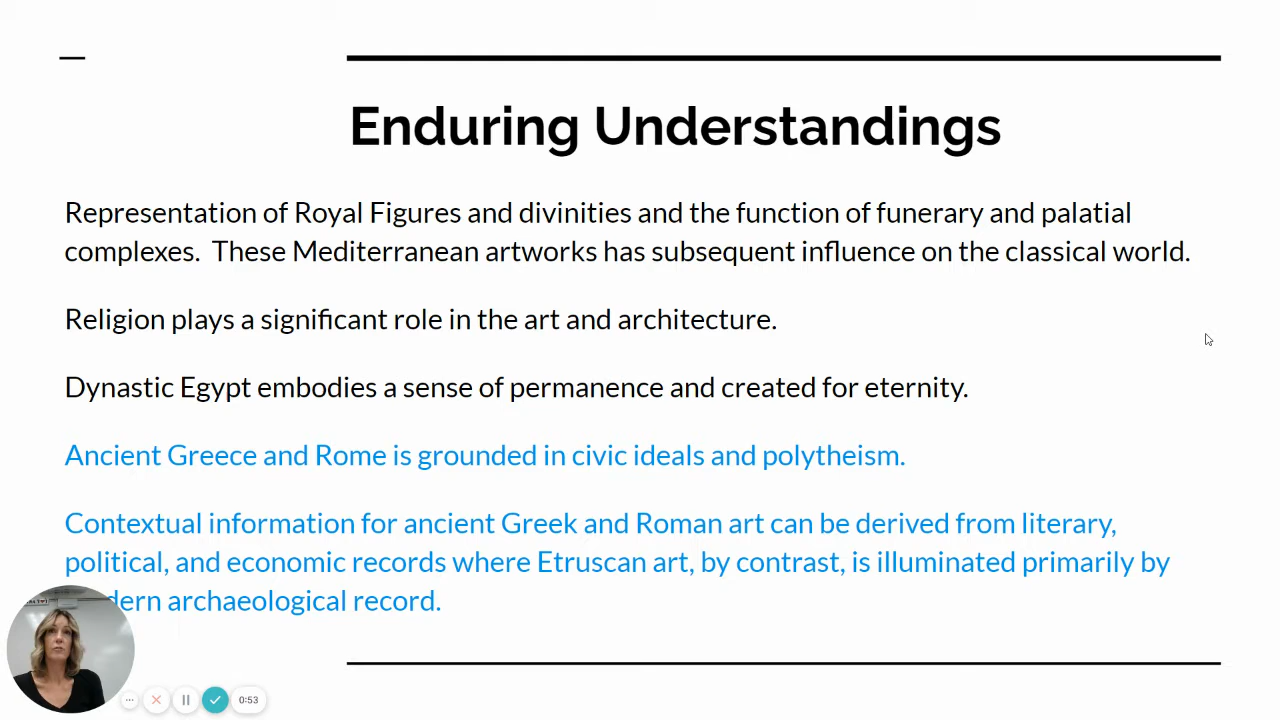 Enduring Understandings
Representation of Royal Figures and divinities and the function of funerary and palatial
complexes.  These Mediterranean artworks has subsequent influence on the classical world.
Religion plays a significant role in the art and architecture.
Dynastic Egypt embodies a sense of permanence and created for eternity.
Ancient Greece and Rome is grounded in civic ideals and polytheism.
Contextual information for ancient Greek and Roman art can be derived from literary,
political, and economic records where Etruscan art, by contrast, is illuminated primarily by
archaeological record.
0:53